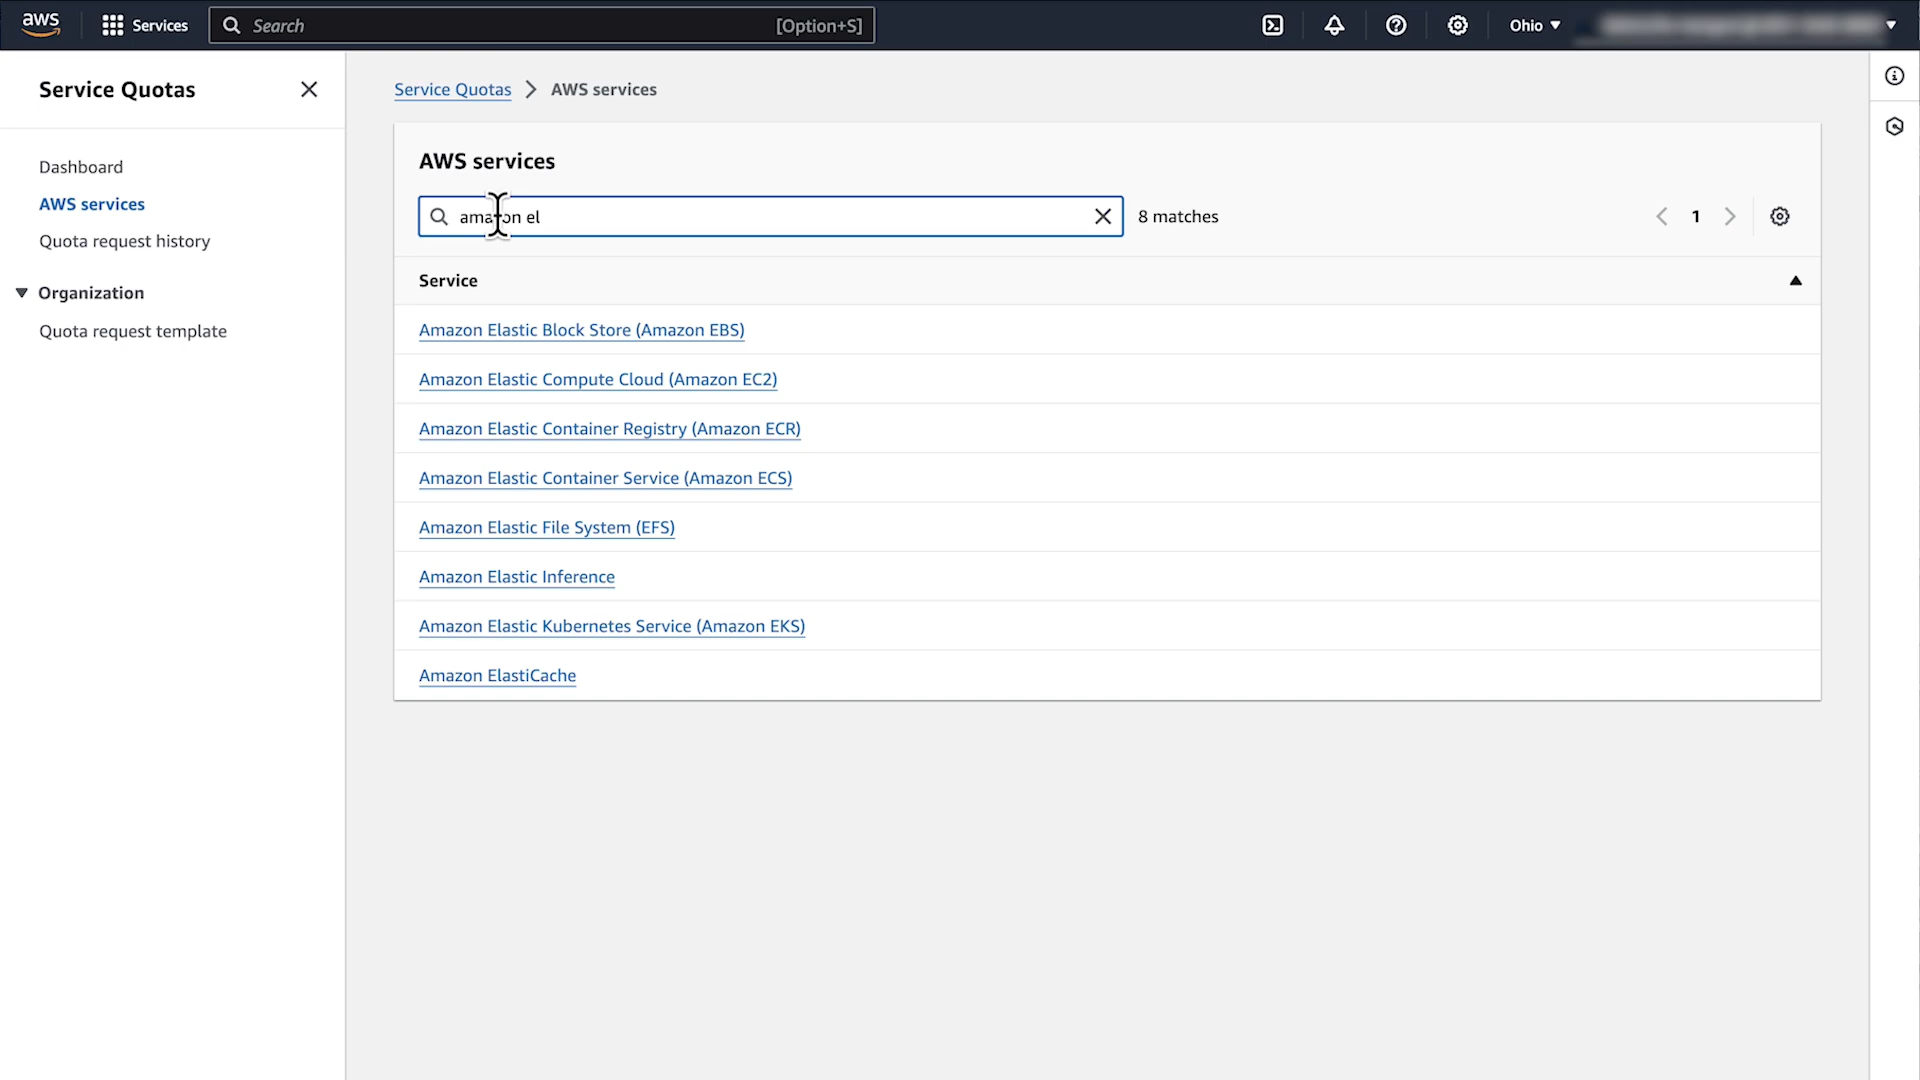 aws
Services
Search
[Option+S]
Ohio
Service Quotas
Dashboard
AWS services
Quota request history
Organization
Quota request template
Service Quotas > AWS services
AWS services
amazon el
8 matches
1
Service
Amazon Elastic Block Store (Amazon EBS)
Amazon Elastic Compute Cloud (Amazon EC2)
Amazon Elastic Container Registry (Amazon ECR)
Amazon Elastic Container Service (Amazon ECS)
Amazon Elastic File System (EFS)
Amazon Elastic Inference
Amazon Elastic Kubernetes Service (Amazon EKS)
Amazon ElastiCache